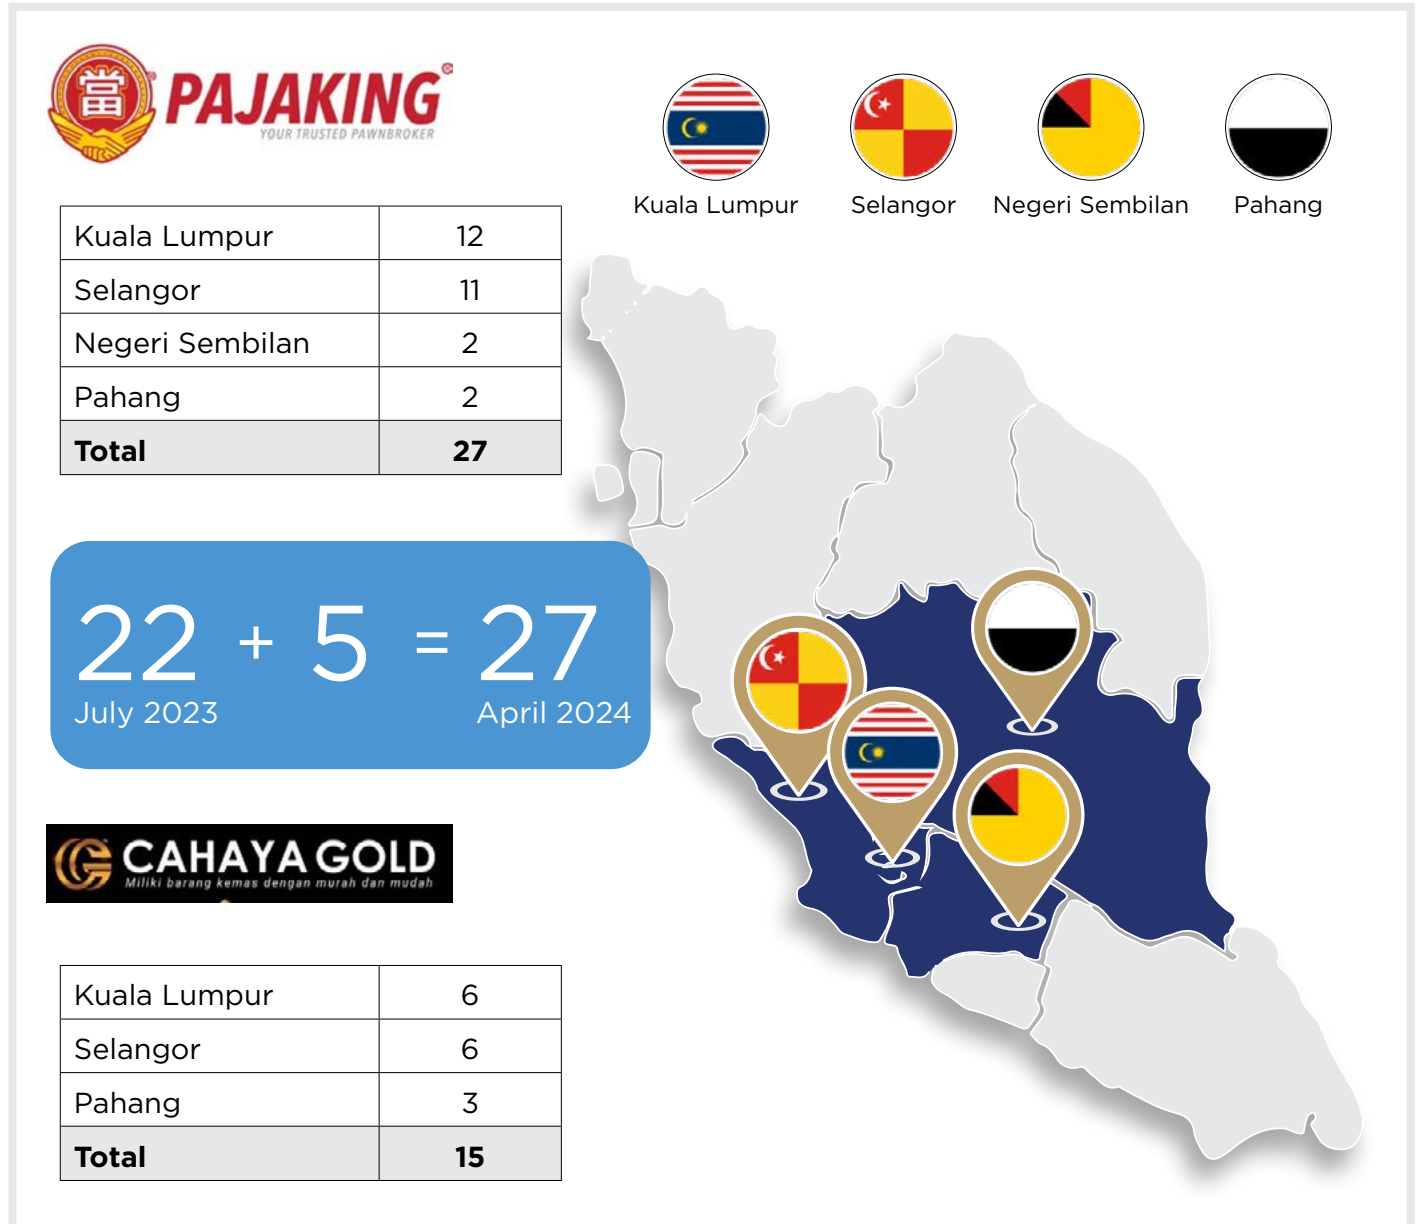 當
PAJAKING
YOUR TRUSTED PAWNBROKER
Kuala Lumpur
Selangor
Negeri Sembilan
Pahang
Kuala Lumpur 12
Selangor 11
Negeri Sembilan 2
Pahang 2
Total 27
22 + 5 = 27
July 2023 April 2024
CG CAHAYA GOLD
Miliki barang kemas dengan murah dan mudah
Kuala Lumpur 6
Selangor 6
Pahang 3
Total 15